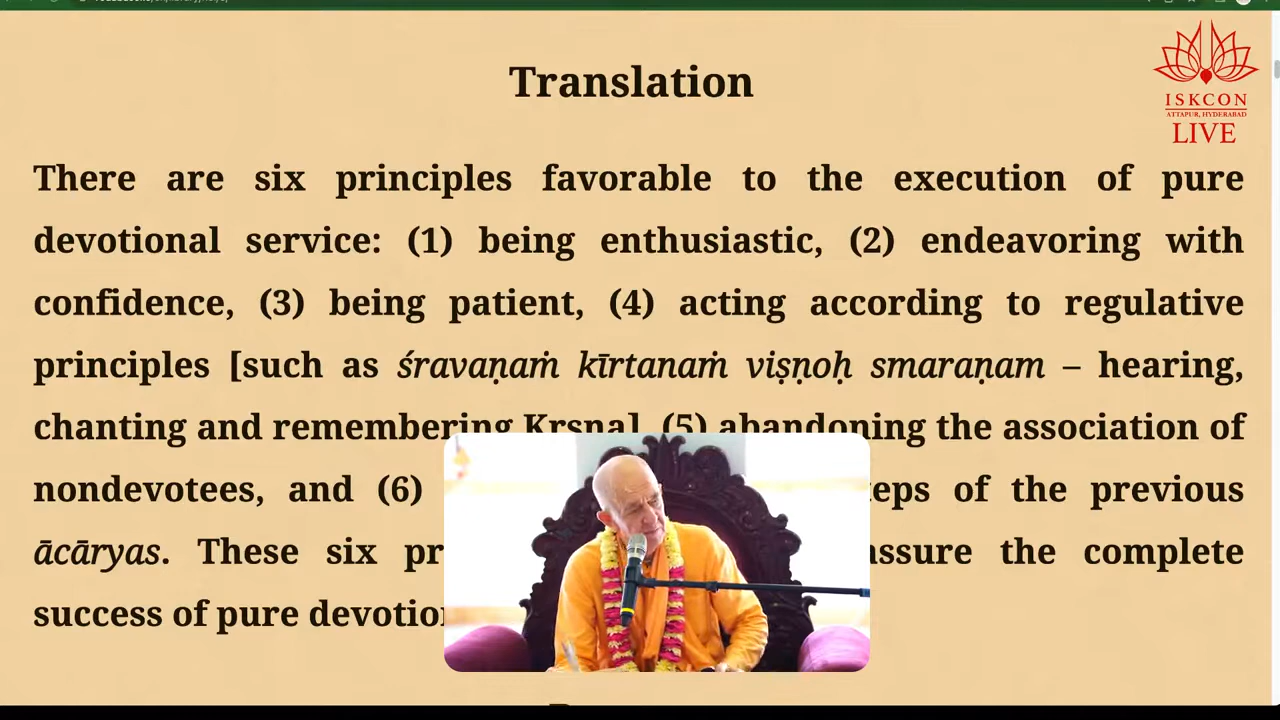 Translation
ISKCON
ATTAPUR, HYDERABAD
LIVE
There are six principles favorable to the execution of pure
devotional service: (1) being enthusiastic, (2) endeavoring with
confidence, (3) being patient, (4) acting according to regulative
principles [such as śravaṇaṁ kīrtanaṁ viṣṇoḥ smaraṇam – hearing,
chanting and remembering Kṛṣṇa], (5) abandoning the association of
nondevotees, and (6) of the previous
ācāryas. These six assure the complete
success of pure